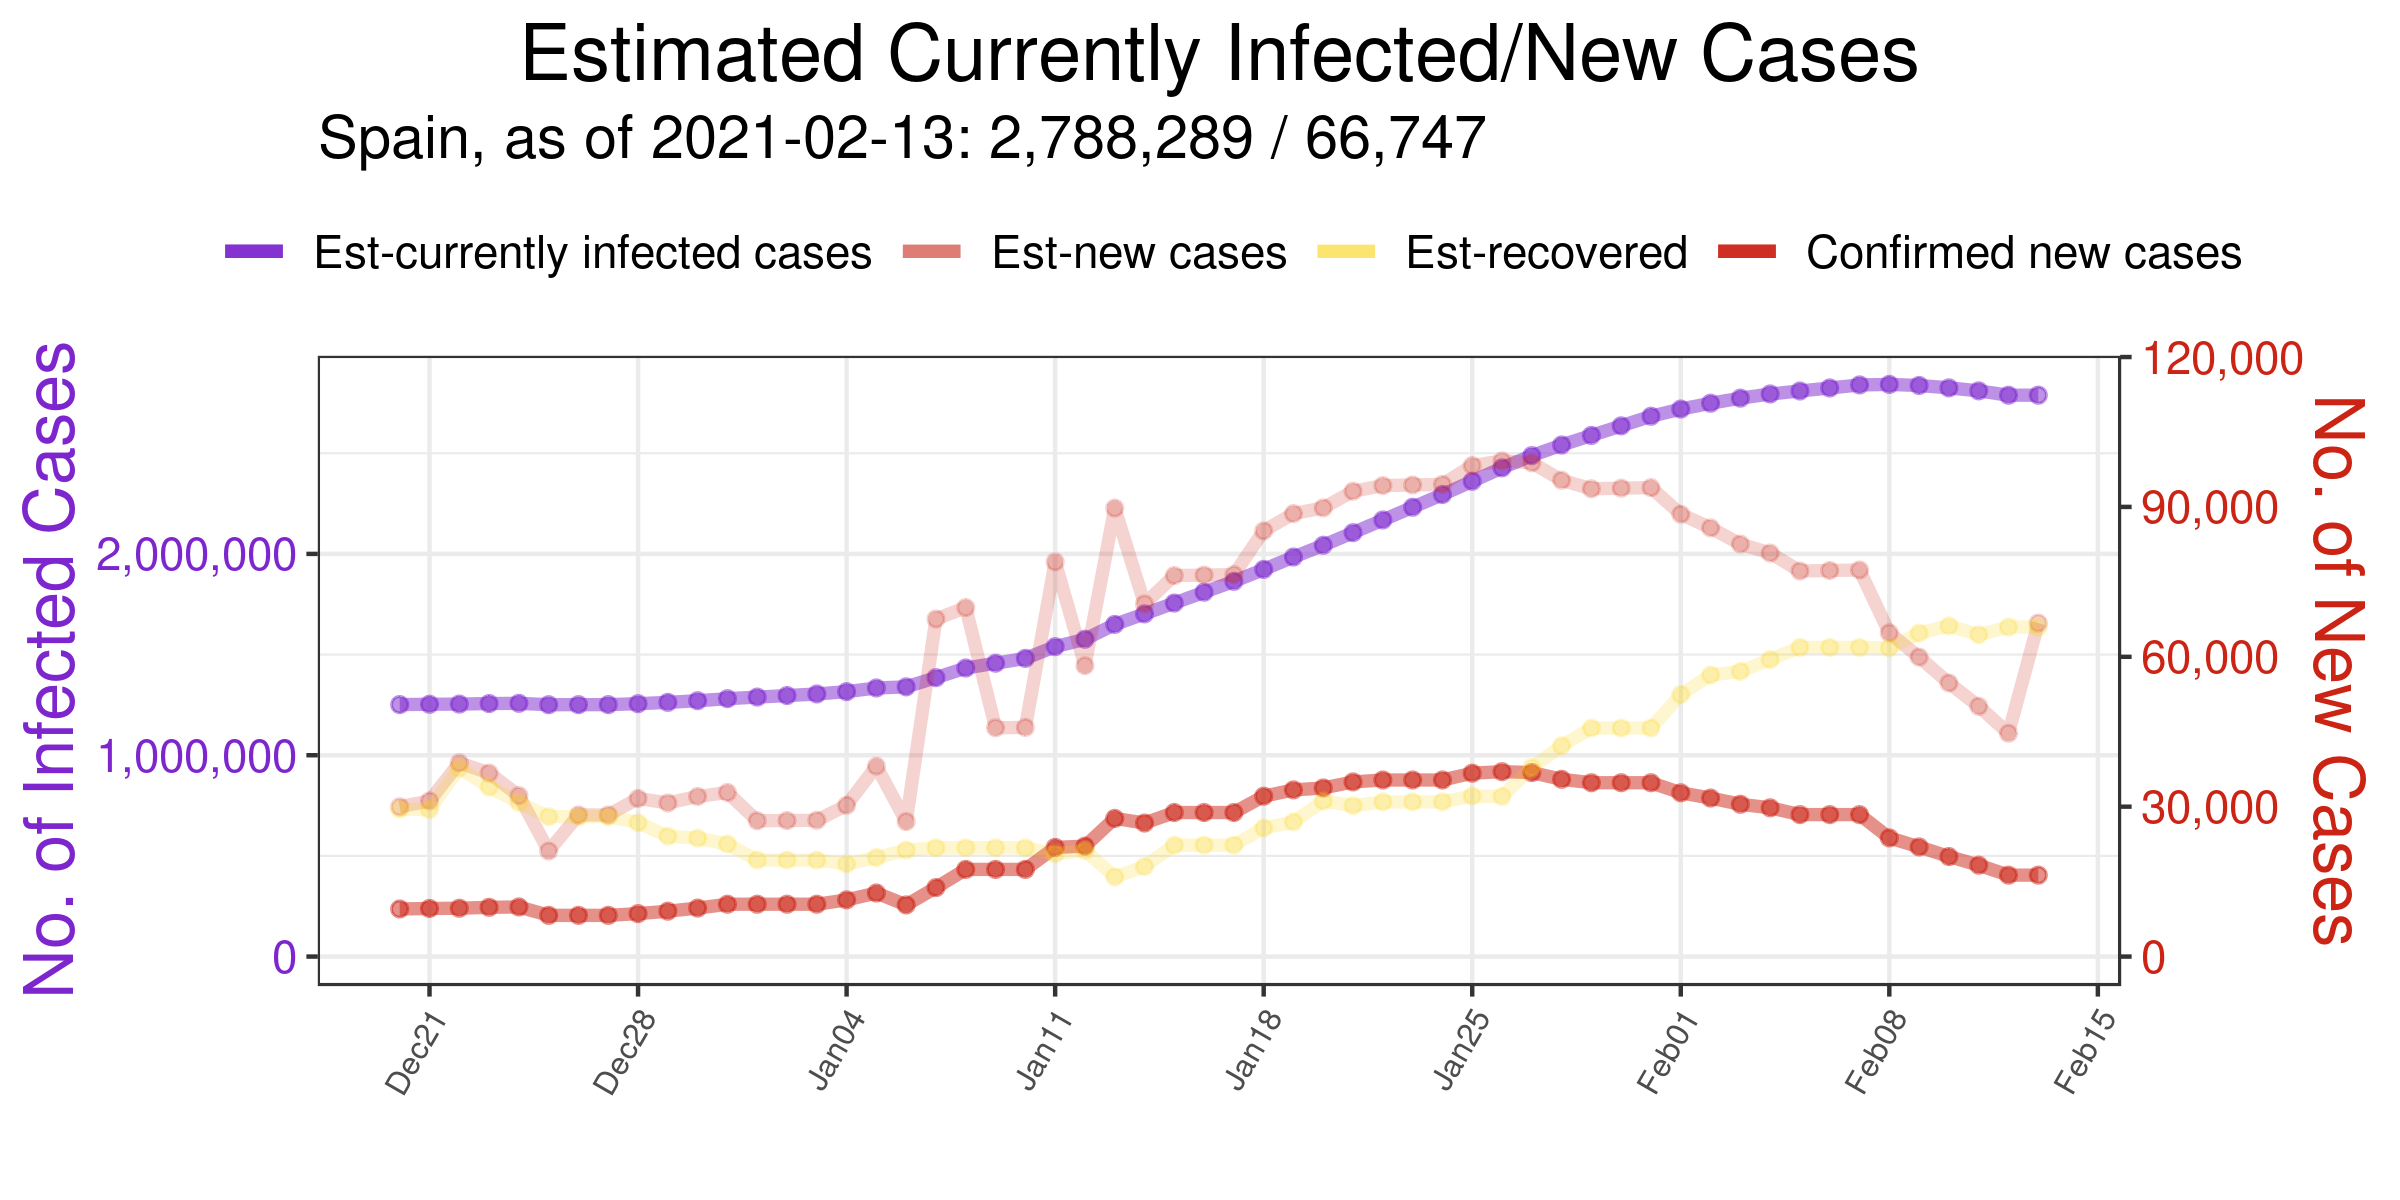 Estimated Currently Infected/New Cases
Spain, as of 2021-02-13: 2,788,289 / 66,747
Est-currently infected cases Est-new cases Est-recovered Confirmed new cases
No. of Infected Cases
2,000,000
1,000,000
0
120,000
90,000
60,000
30,000
0
No. of New Cases
Dec21 Dec28 Jan04 Jan11 Jan18 Jan25 Feb01 Feb08 Feb15